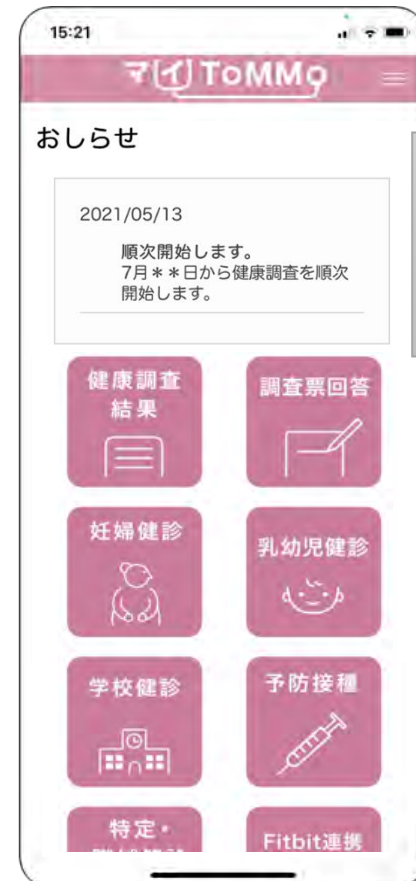 15:21
マイToMMo
おしらせ
2021/05/13
順次開始します。
7月＊＊日から健康調査を順次
開始します。
健康調査
結果
調査票回答
妊婦健診
乳幼児健診
学校健診
予防接種
特定・
Fitbit連携